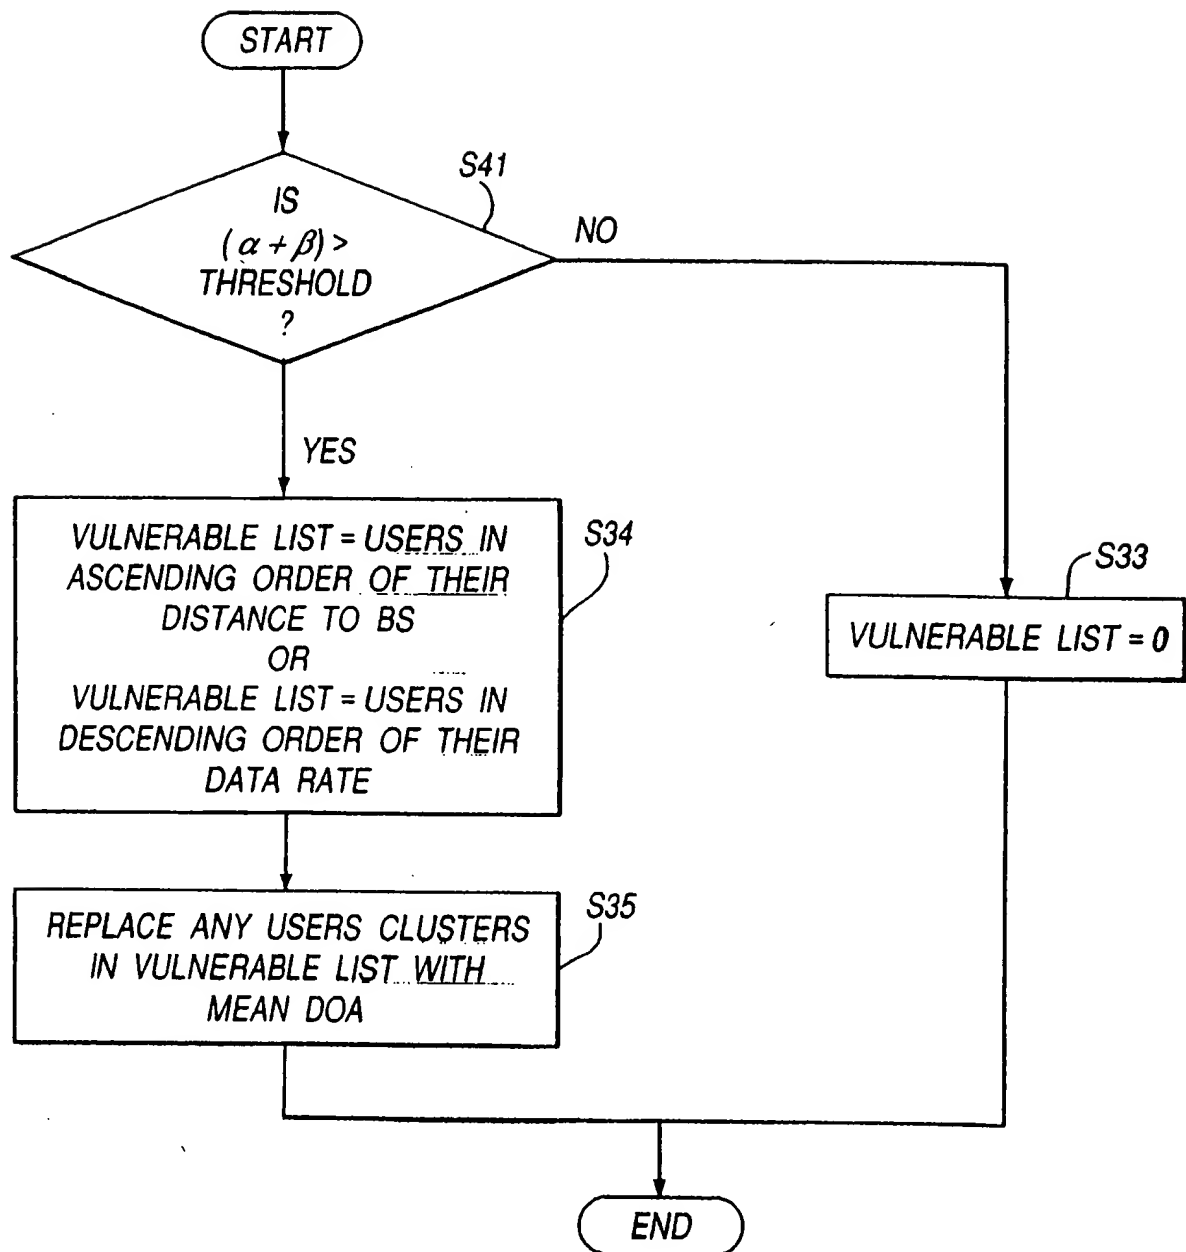 START
S41
IS
(α + β) >
THRESHOLD
?
NO
YES
VULNERABLE LIST = USERS IN
ASCENDING ORDER OF THEIR
DISTANCE TO BS
OR
VULNERABLE LIST = USERS IN
DESCENDING ORDER OF THEIR
DATA RATE
S34
S33
VULNERABLE LIST = 0
REPLACE ANY USERS CLUSTERS
IN VULNERABLE LIST WITH
MEAN DOA
S35
END